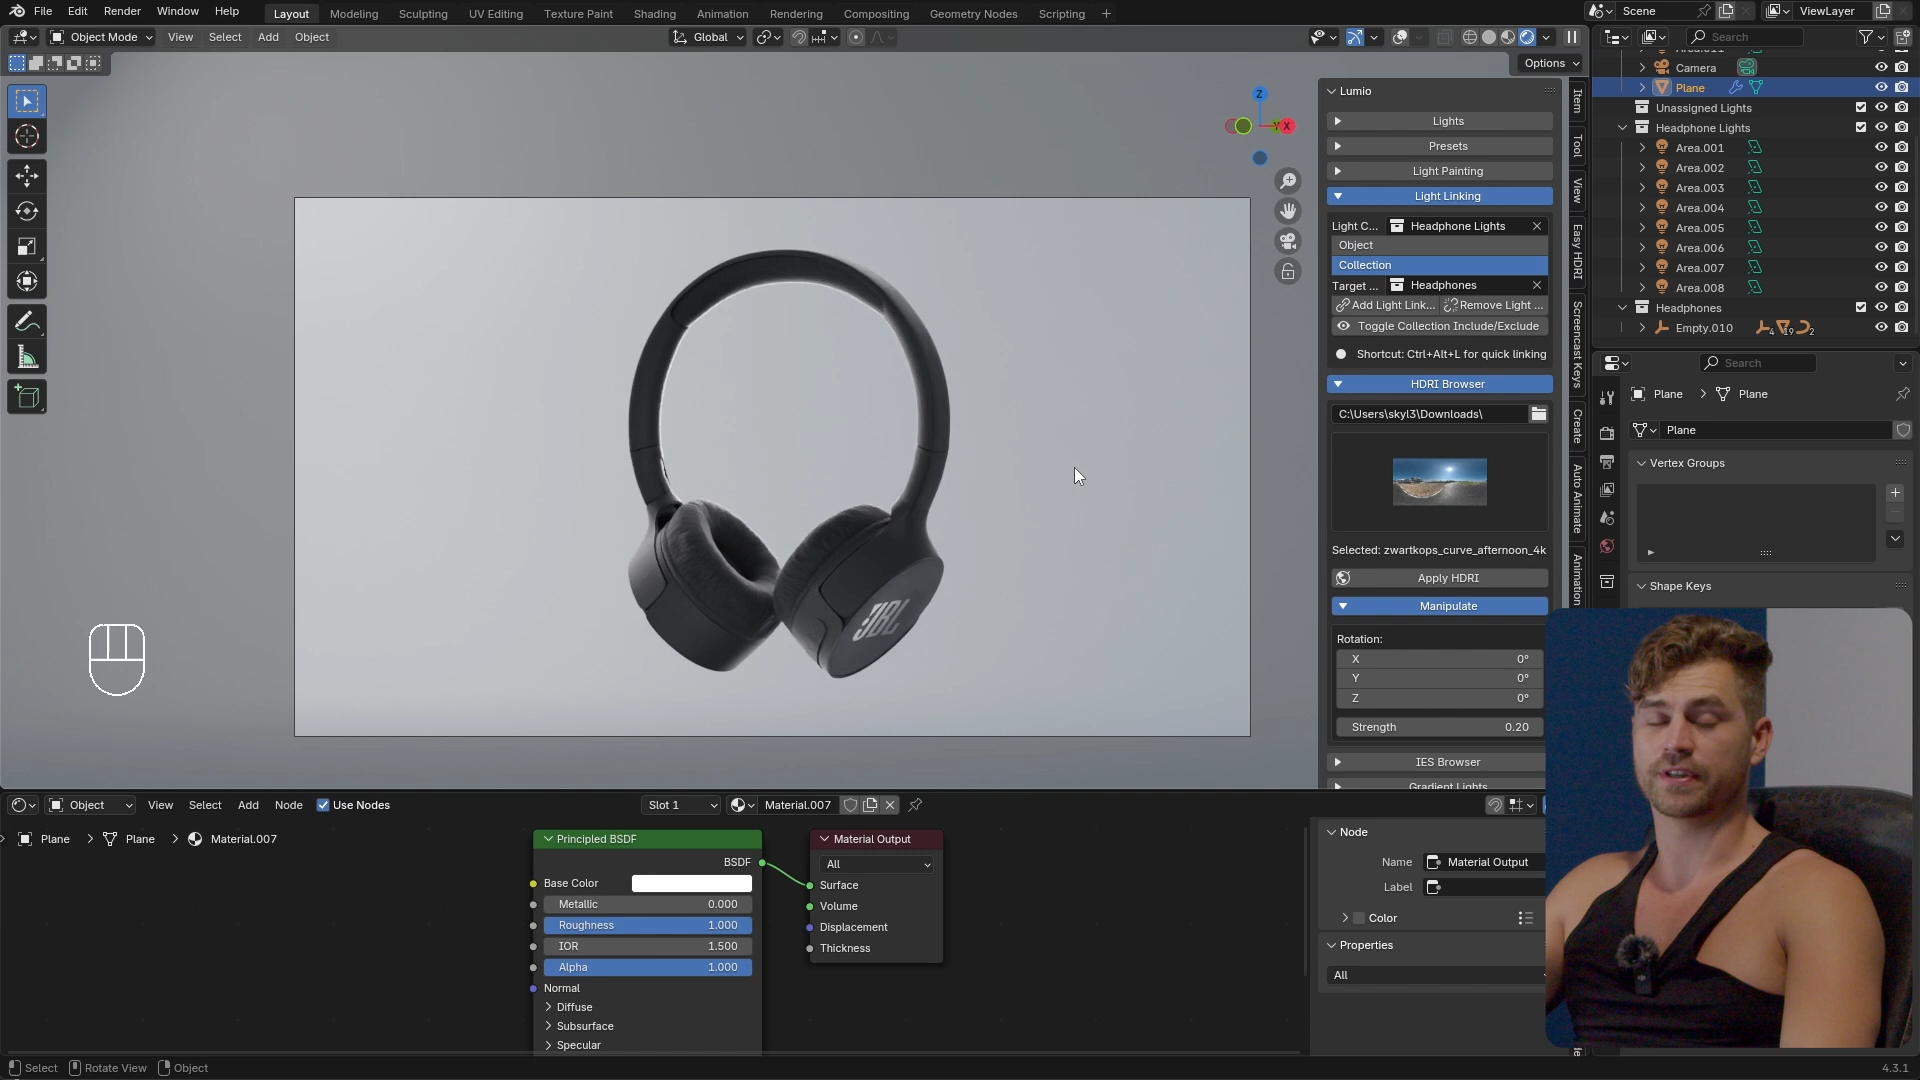 File Edit Render Window Help
Layout Modeling Sculpting UV Editing Texture Paint Shading Animation Rendering Compositing Geometry Nodes Scripting +
Scene
ViewLayer
Object Mode View Select Add Object
Global
Options
Search
Camera
Plane
Unassigned Lights
Headphone Lights
Area.001
Area.002
Area.003
Area.004
Area.005
Area.006
Area.007
Area.008
Headphones
Empty.010
4 19 2
Z
Y
X
Lumio
Lights
Presets
Light Painting
Light Linking
Light C... Headphone Lights
Object
Collection
Target ... Headphones
Add Light Link... Remove Light ...
Toggle Collection Include/Exclude
Shortcut: Ctrl+Alt+L for quick linking
HDRI Browser
C:\Users\skyl3\Downloads\
Selected: zwartkops_curve_afternoon_4k
Apply HDRI
Manipulate
Rotation:
X 0°
Y 0°
Z 0°
Strength 0.20
IES Browser
Gradient Lights
Item
Tool
View
Easy HDRI
Screencast Keys
Create
Auto Animate
Animation
Search
Plane > Plane
Plane
Vertex Groups
Shape Keys
JBL
Object View Select Add Node Use Nodes
Slot 1
Material.007
Plane > Plane > Material.007
Principled BSDF
BSDF
Base Color
Metallic 0.000
Roughness 1.000
IOR 1.500
Alpha 1.000
Normal
Diffuse
Subsurface
Specular
Material Output
All
Surface
Volume
Displacement
Thickness
Node
Name Material Output
Label
Color
Properties
All
Select Rotate View Object
4.3.1